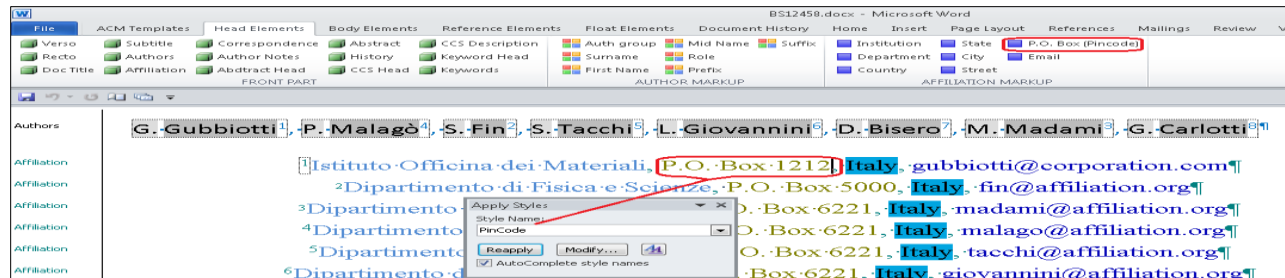 W BS12458.docx - Microsoft Word
File ACM Templates Head Elements Body Elements Reference Elements Float Elements Document History Home Insert Page Layout References Mailings Review V
Verso Subtitle Correspondence Abstract CCS Description Auth group Mid Name Suffix Institution State P.O. Box (Pincode)
Recto Authors Author Notes History Keyword Head Surname Role Department City Email
Doc Title Affiliation Abdtract Head CCS Head Keywords First Name Prefix Country Street
FRONT PART AUTHOR MARKUP AFFILIATION MARKUP
Authors G. Gubbiotti1, P. Malagò4, S. Fin2, S. Tacchi5, L. Giovannini6, D. Bisero7, M. Madami3, G. Carlotti8¶
Affiliation 1Istituto Officina dei Materiali, P.O. Box 1212, Italy, gubbiotti@corporation.com¶
Affiliation 2Dipartimento di Fisica e Scienze, P.O. Box 5000, Italy, fin@affiliation.org¶
Affiliation 3Dipartimento Apply Styles O. Box 6221, Italy, madami@affiliation.org¶
Style Name:
Affiliation 4Dipartimento PinCode O. Box 6221, Italy, malago@affiliation.org¶
Affiliation 5Dipartimento Reapply Modify... O. Box 6221, Italy, tacchi@affiliation.org¶
AutoComplete style names
Affiliation 6Dipartimento d Box 6221, Italy, giovannini@affiliation.org¶